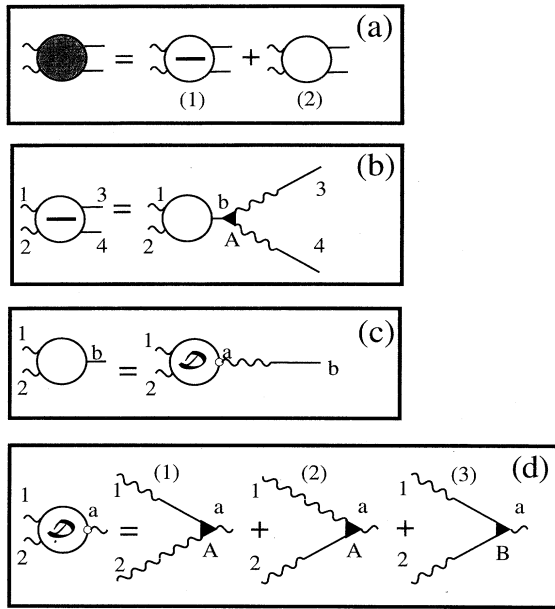 (a)
= + 
(1) (2)
(b)
1 3 = 1 b 3
2 4 2 A 4
(c)
1 b = 1 𝒟 a b
2 2
(d)
(1) (2) (3)
1 a 1 a 1 a 1 a
𝒟 = + +
2 2 A 2 A 2 B